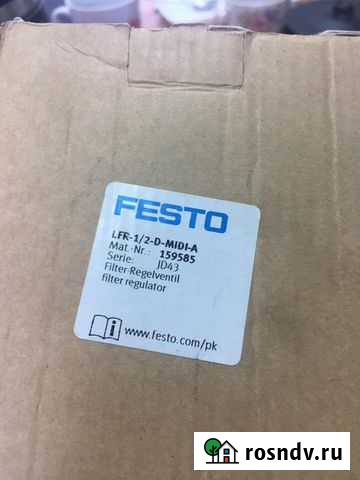 FESTO
LFR-1/2-D-MIDI-A
Mat.-Nr.: 159585
Serie: JD43
Filter-Regelventil
filter regulator
www.festo.com/pk
rosndv.ru